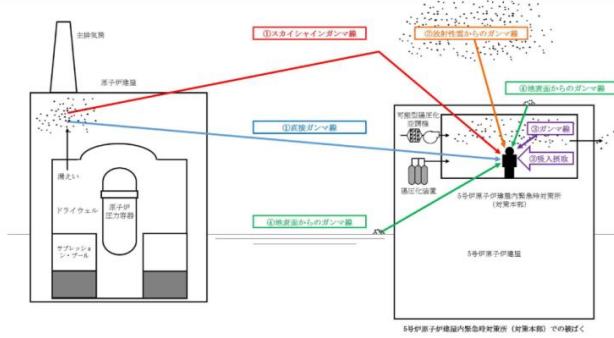 主排気筒
①スカイシャインガンマ線
②放射性雲からのガンマ線
原子炉建屋
④地表面からのガンマ線
可搬型陽圧化
空調機
①直接ガンマ線
③ガンマ線
③吸入摂取
漏えい
陽圧化装置
5号炉原子炉建屋内緊急時対策所
(対策本部)
ドライウェル
原子炉
圧力容器
④地表面からのガンマ線
サプレッショ
ン・プール
5号炉原子炉建屋
5号炉原子炉建屋内緊急時対策所(対策本部)での被ばく